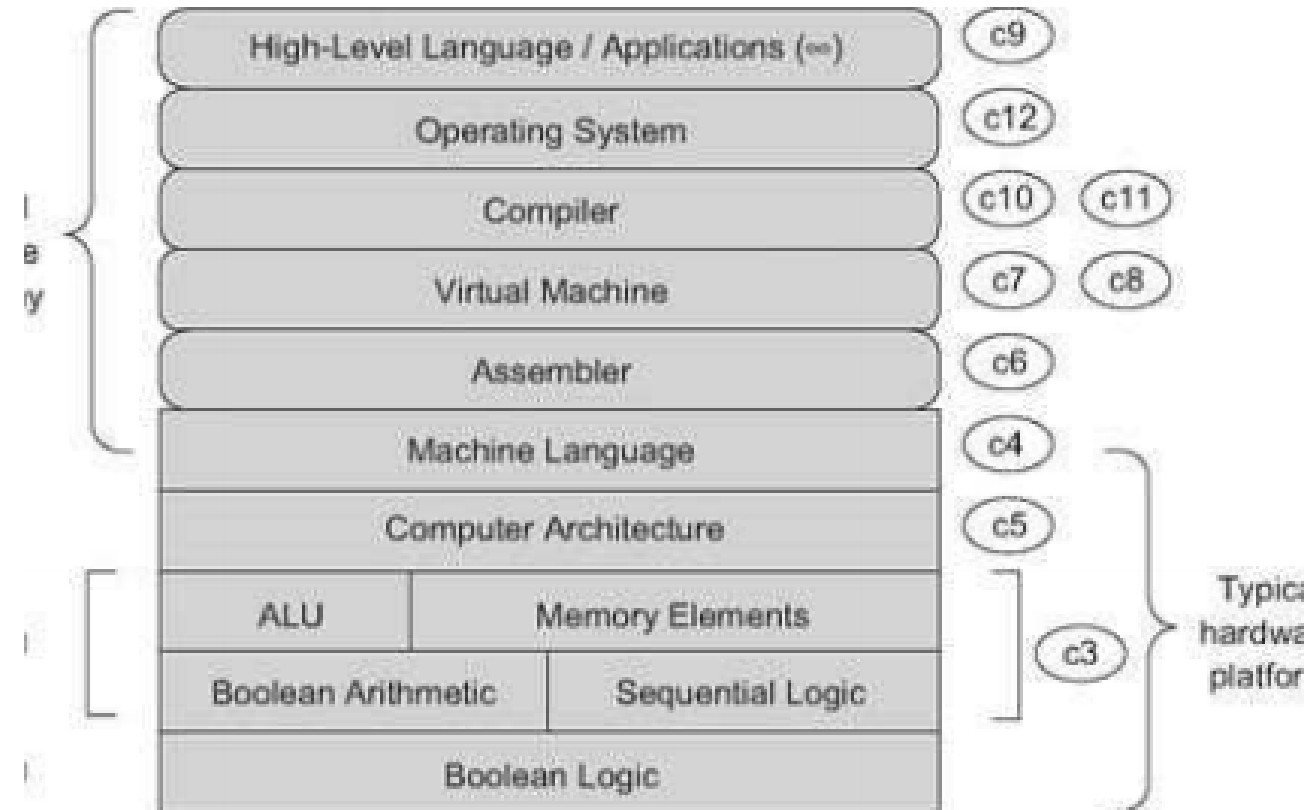 High-Level Language / Applications (∞)
c9
Operating System
c12
Compiler
c10
c11
Virtual Machine
c7
c8
Assembler
c6
Machine Language
c4
Computer Architecture
c5
ALU
Memory Elements
c3
Boolean Arithmetic
Sequential Logic
Boolean Logic